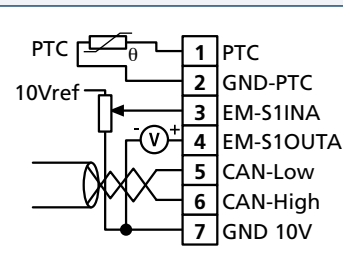 PTC θ 1 PTC
2 GND-PTC
10Vref 3 EM-S1INA
- V + 4 EM-S1OUTA
5 CAN-Low
6 CAN-High
7 GND 10V